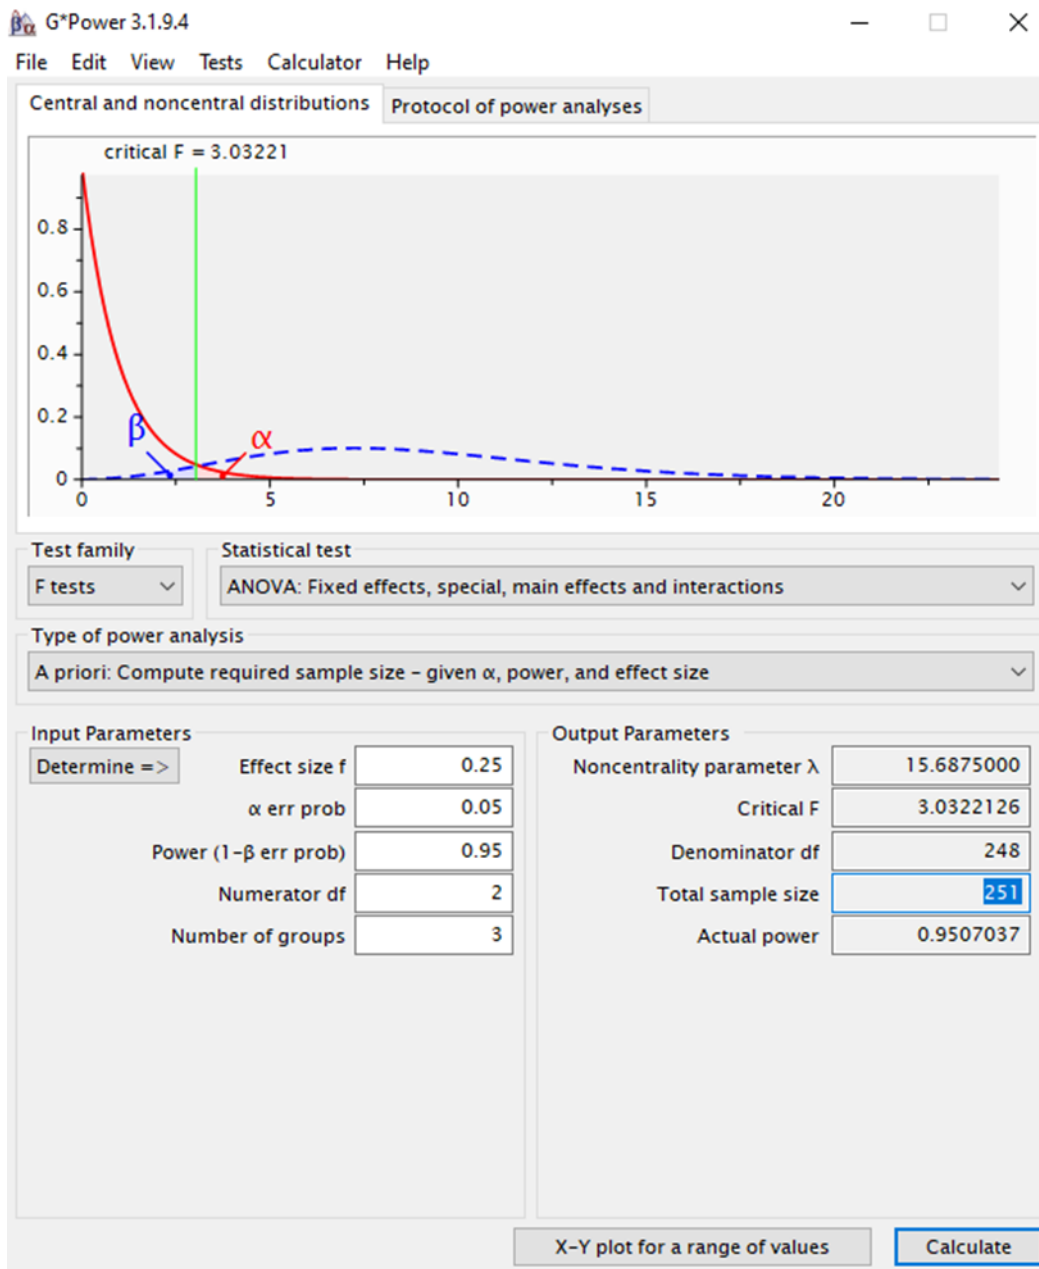 G*Power 3.1.9.4
File Edit View Tests Calculator Help
Central and noncentral distributions Protocol of power analyses
critical F = 3.03221
0.8
0.6
0.4
0.2
0
β α
0 5 10 15 20
Test family
F tests
Statistical test
ANOVA: Fixed effects, special, main effects and interactions
Type of power analysis
A priori: Compute required sample size – given α, power, and effect size
Input Parameters
Determine =>
Effect size f 0.25
α err prob 0.05
Power (1-β err prob) 0.95
Numerator df 2
Number of groups 3
Output Parameters
Noncentrality parameter λ 15.6875000
Critical F 3.0322126
Denominator df 248
Total sample size 251
Actual power 0.9507037
X-Y plot for a range of values Calculate